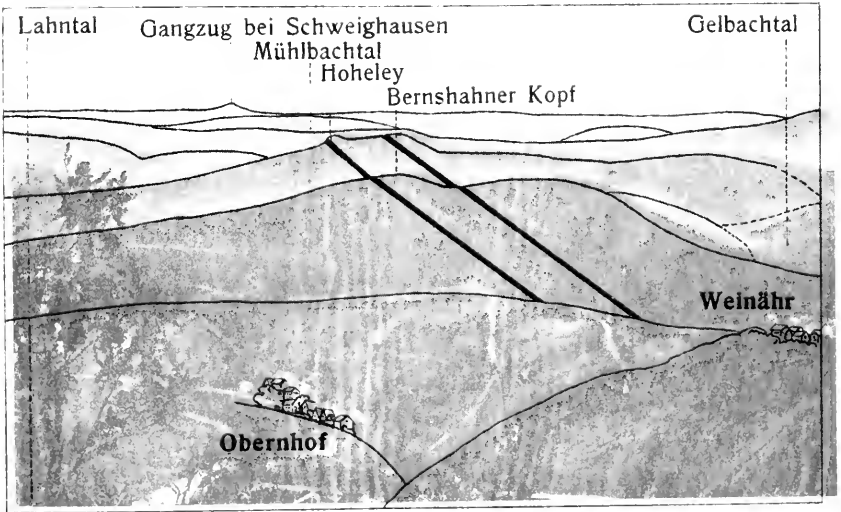 Lahntal
Gangzug bei Schweighausen
Gelbachtal
Mühlbachtal
Hoheley
Bernshahner Kopf
Weinähr
Obernhof